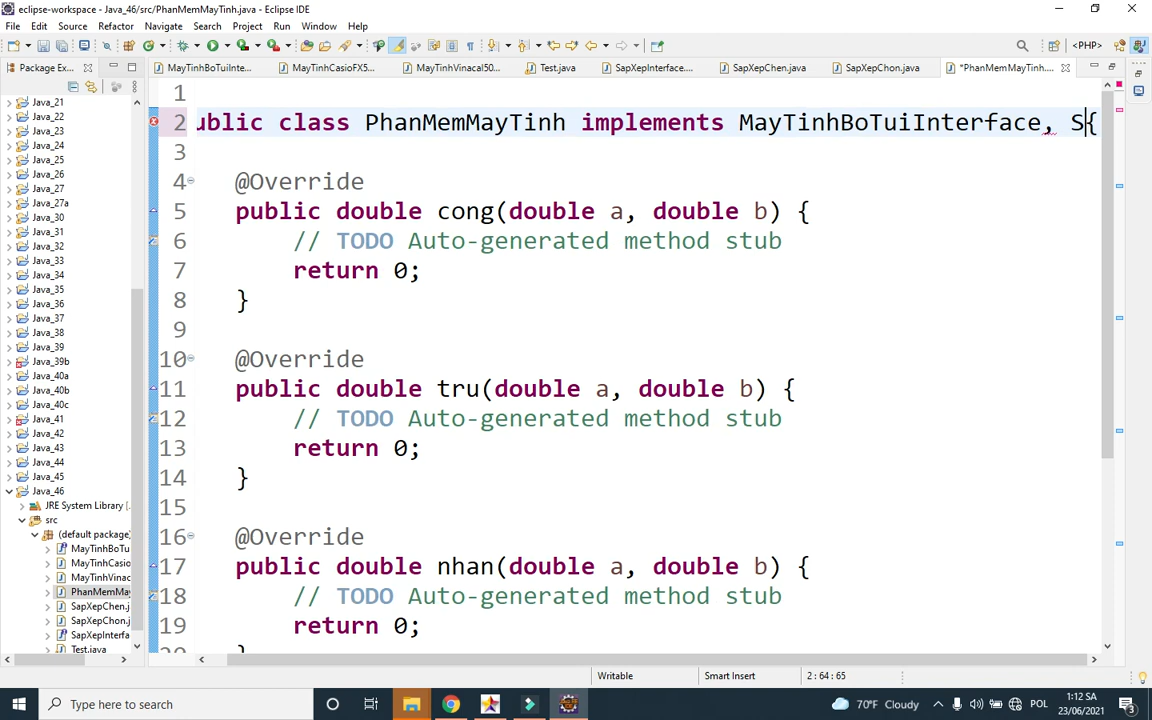 eclipse-workspace - Java_46/src/PhanMemMayTinh.java - Eclipse IDE
File Edit Source Refactor Navigate Search Project Run Window Help
<PHP>
Package Ex...
MayTinhBoTuiInte...
MayTinhCasioFX5...
MayTinhVinacal50...
Test.java
SapXepInterface....
SapXepChen.java
SapXepChon.java
*PhanMemMayTinh....
Java_21
Java_22
Java_23
Java_24
Java_25
Java_26
Java_27
Java_27a
Java_30
Java_31
Java_32
Java_33
Java_34
Java_35
Java_36
Java_37
Java_38
Java_39
Java_39b
Java_40a
Java_40b
Java_40c
Java_41
Java_42
Java_43
Java_44
Java_45
Java_46
JRE System Library [.
src
(default package)
MayTinhBoTu
MayTinhCasio
MayTinhVinac
PhanMemMay
SapXepChen.j
SapXepChon.j
SapXepInterfa
Test.java
1
2 ublic class PhanMemMayTinh implements MayTinhBoTuiInterface, S{
3
4 @Override
5 public double cong(double a, double b) {
6 // TODO Auto-generated method stub
7 return 0;
8 }
9
10 @Override
11 public double tru(double a, double b) {
12 // TODO Auto-generated method stub
13 return 0;
14 }
15
16 @Override
17 public double nhan(double a, double b) {
18 // TODO Auto-generated method stub
19 return 0;
Writable Smart Insert 2 : 64 : 65
Type here to search
70°F Cloudy
POL
1:12 SA
23/06/2021
3